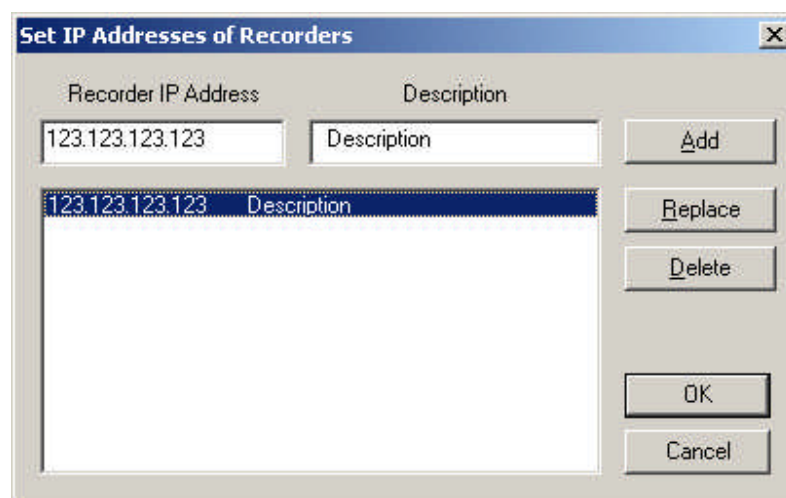 Set IP Addresses of Recorders
Recorder IP Address Description
123.123.123.123 Description Add
123.123.123.123 Description Replace
Delete
OK
Cancel